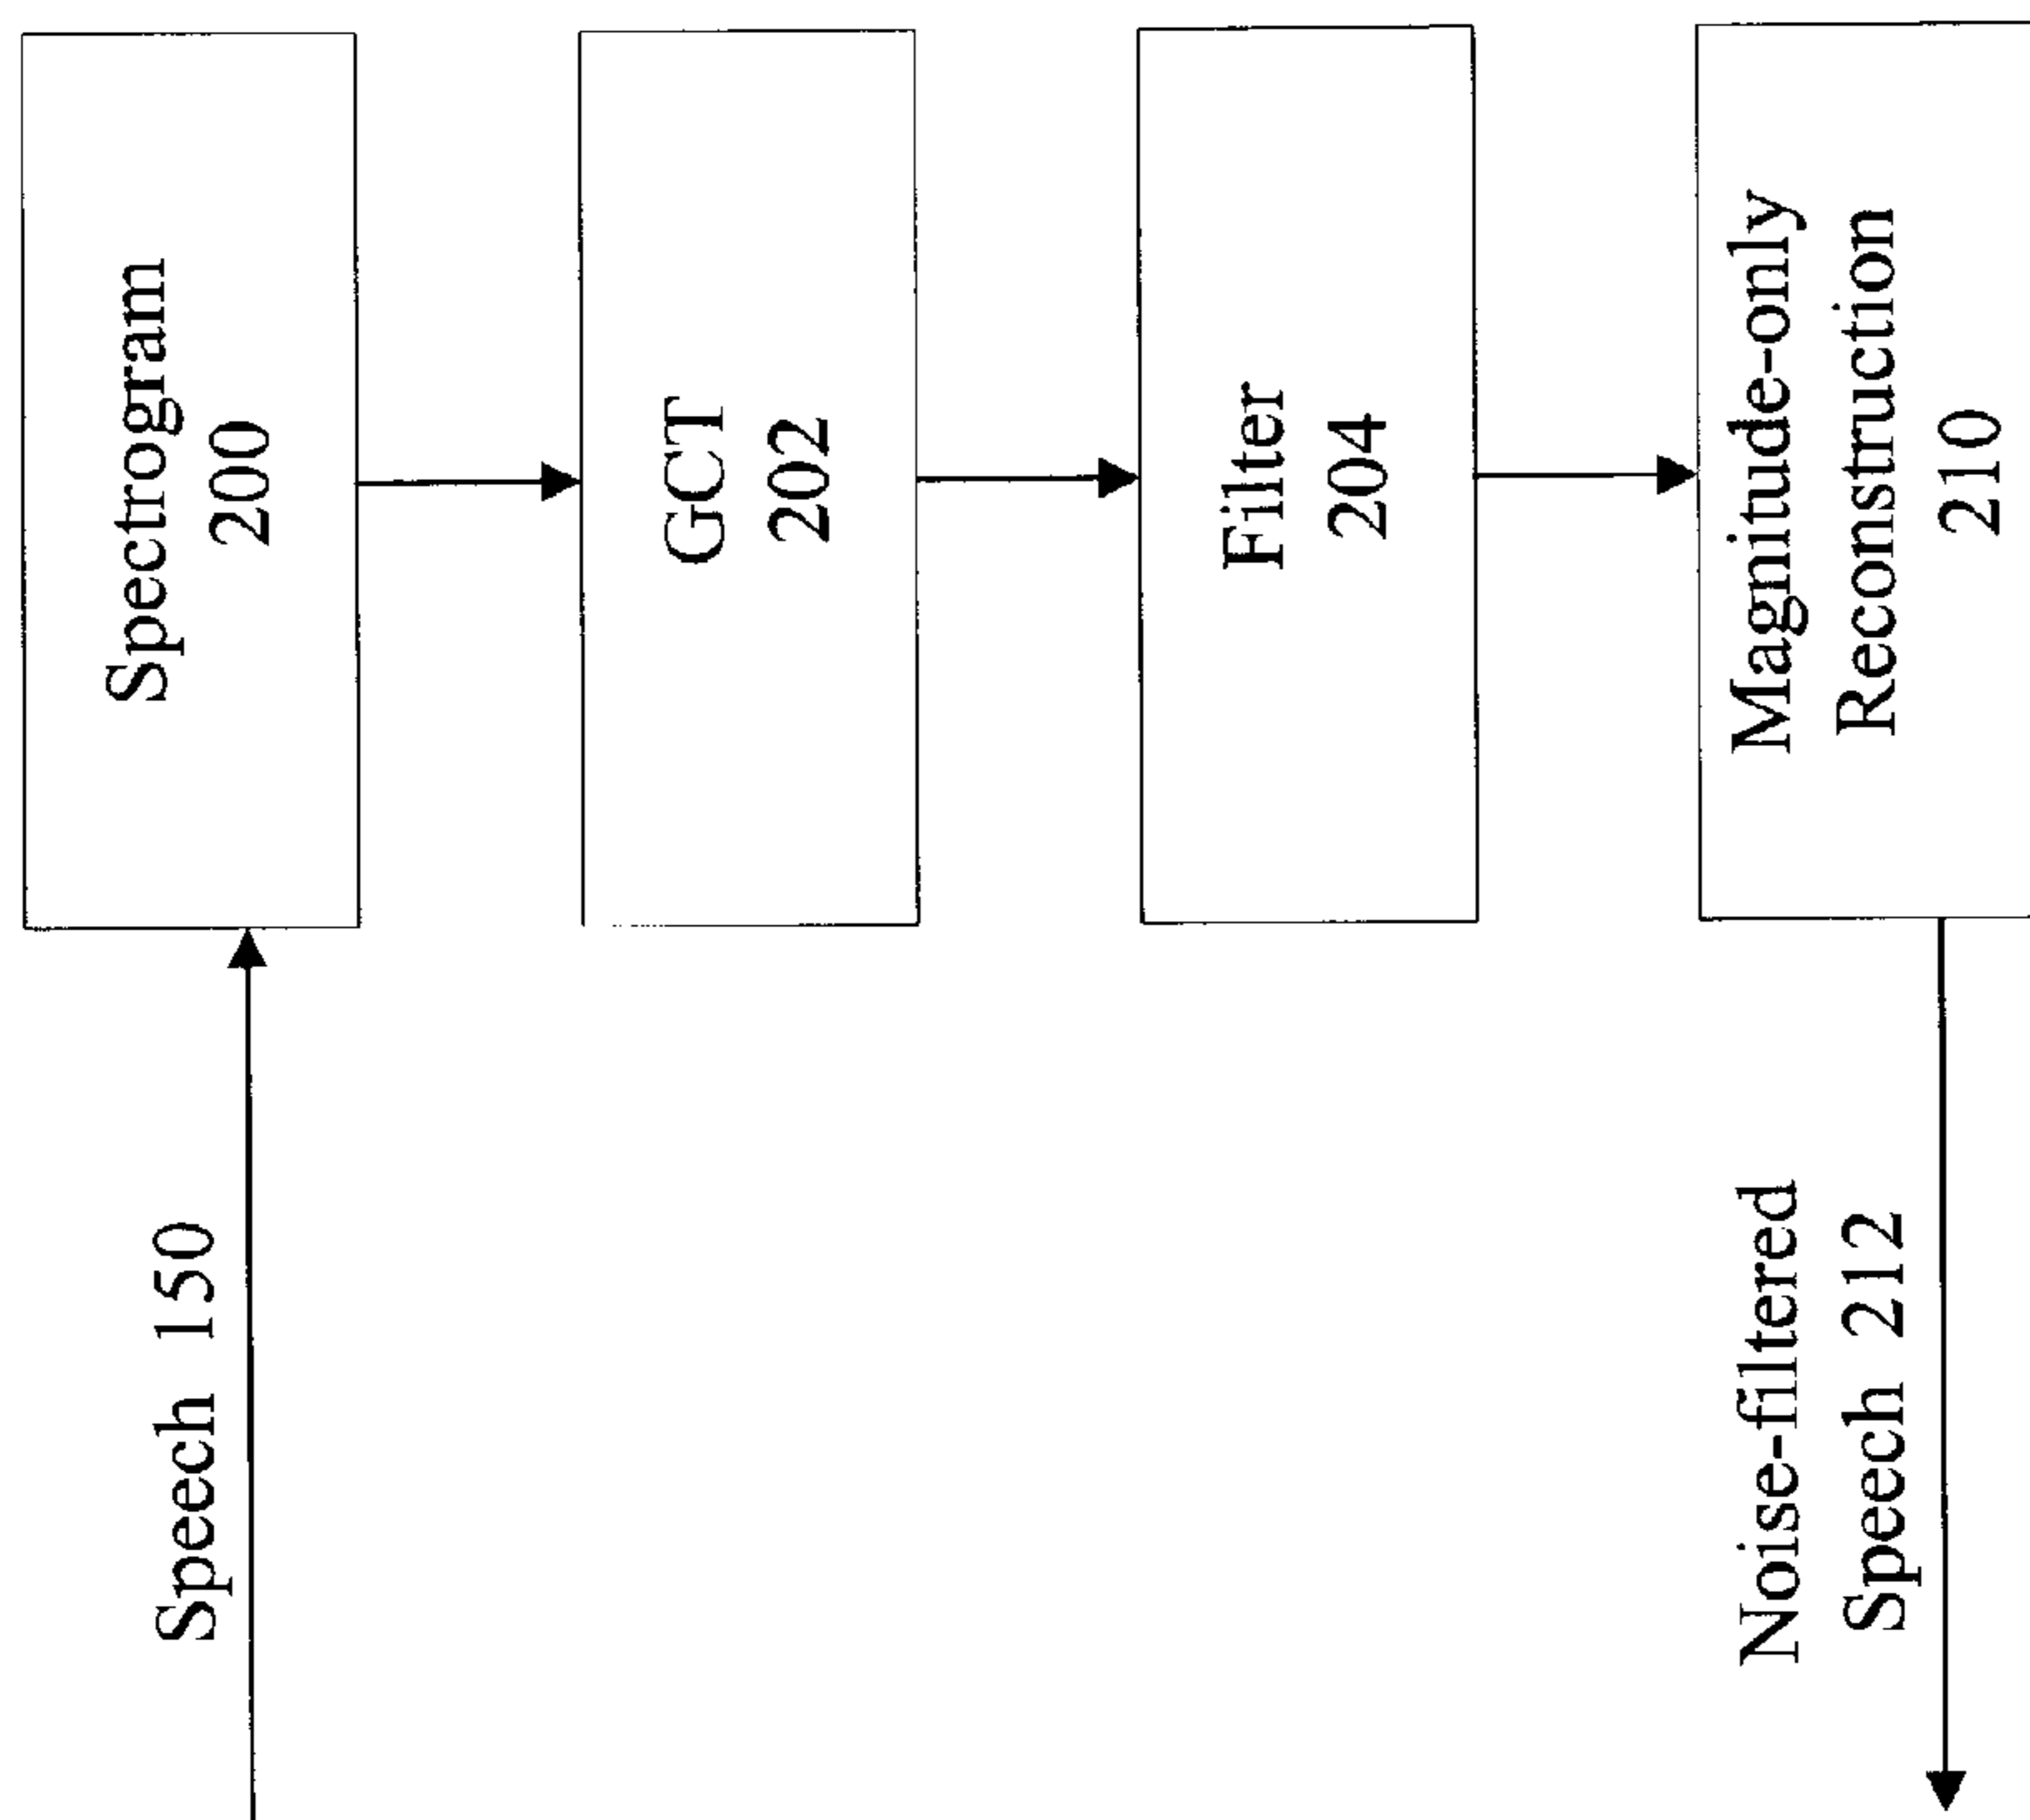 Speech 150
Spectrogram
200
GCT
202
Filter
204
Magnitude-only
Reconstruction
210
Noise-filtered
Speech 212